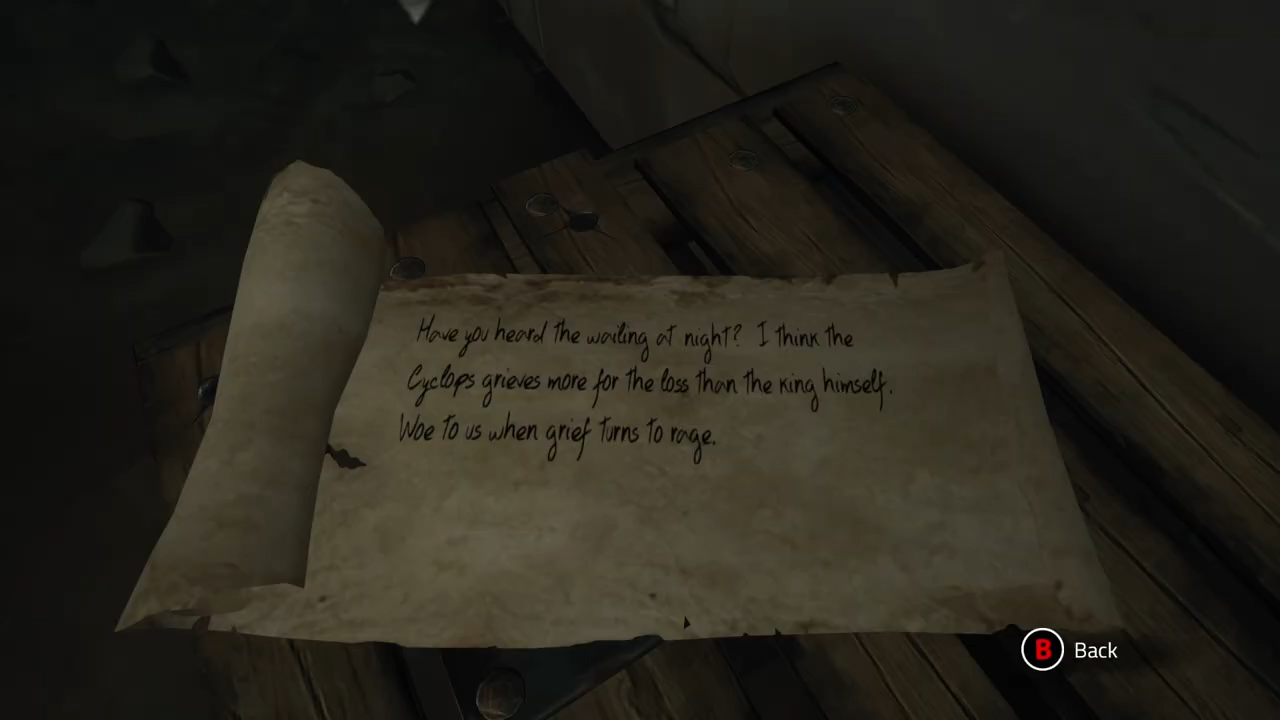 Have you heard the wailing at night? I think the
Cyclops grieves more for the loss than the king himself.
Woe to us when grief turns to rage.
B Back